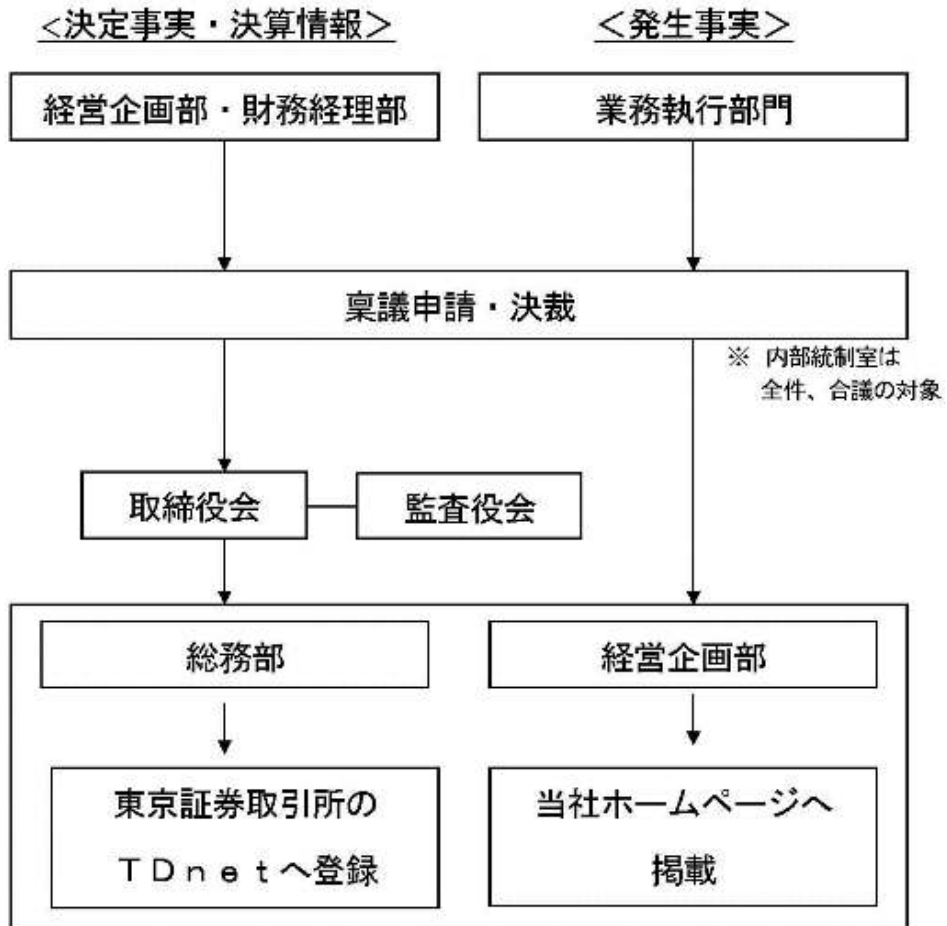 <決定事実・決算情報>
<発生事実>
経営企画部・財務経理部
業務執行部門
稟議申請・決裁
※ 内部統制室は
全件、合議の対象
取締役会
監査役会
総務部
経営企画部
東京証券取引所の
TDnetへ登録
当社ホームページへ
掲載